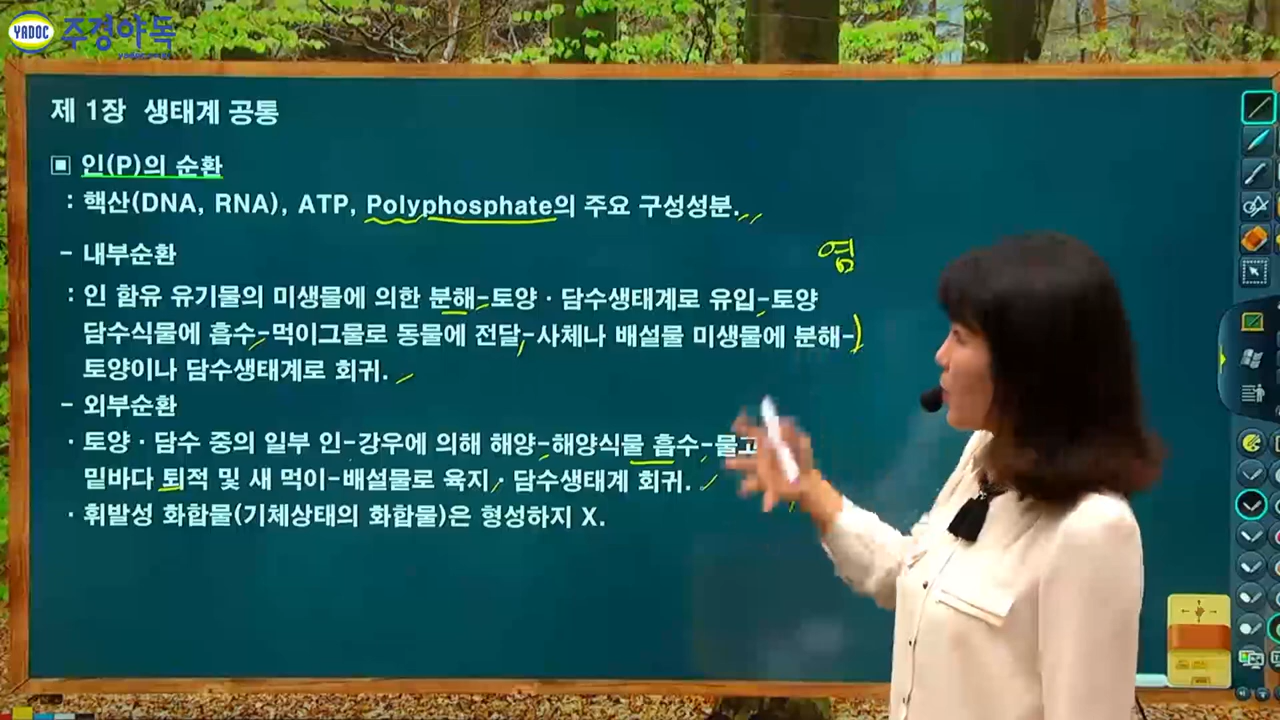 YADOC 주경야독
제 1장 생태계 공통
▣ 인(P)의 순환
: 핵산(DNA, RNA), ATP, Polyphosphate의 주요 구성성분.
- 내부순환
염
: 인 함유 유기물의 미생물에 의한 분해-토양 · 담수생태계로 유입-토양
담수식물에 흡수-먹이그물로 동물에 전달-사체나 배설물 미생물에 분해-
토양이나 담수생태계로 회귀.
- 외부순환
· 토양 · 담수 중의 일부 인-강우에 의해 해양-해양식물 흡수-물고
밑바다 퇴적 및 새 먹이-배설물로 육지 · 담수생태계 회귀.
· 휘발성 화합물(기체상태의 화합물)은 형성하지 X.